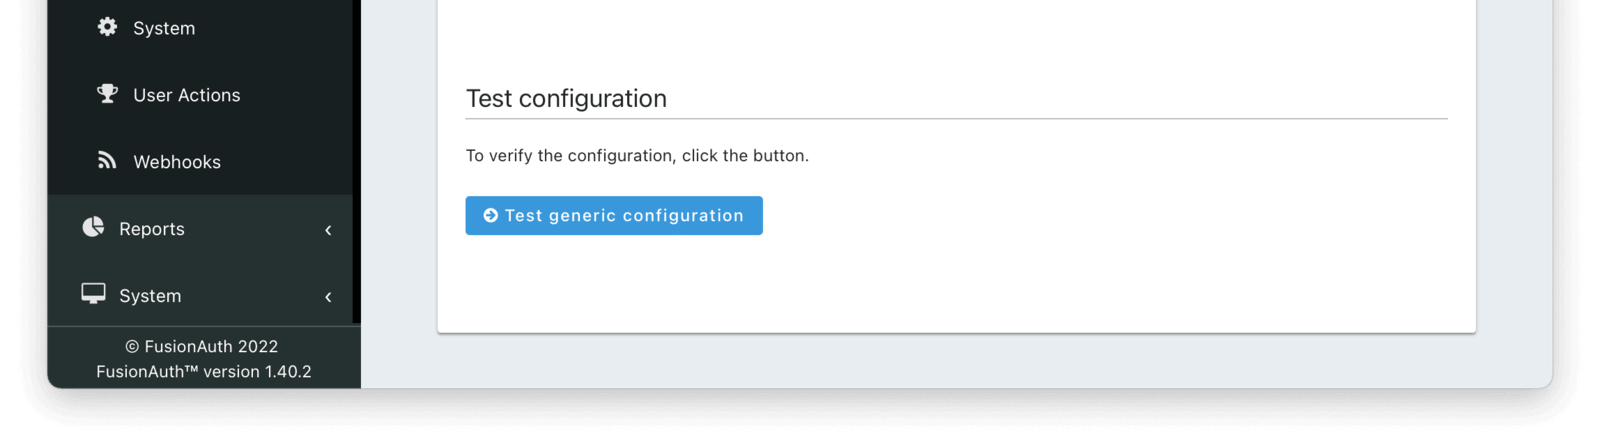 System
User Actions
Webhooks
Reports
System
© FusionAuth 2022
FusionAuth™ version 1.40.2
Test configuration
To verify the configuration, click the button.
Test generic configuration